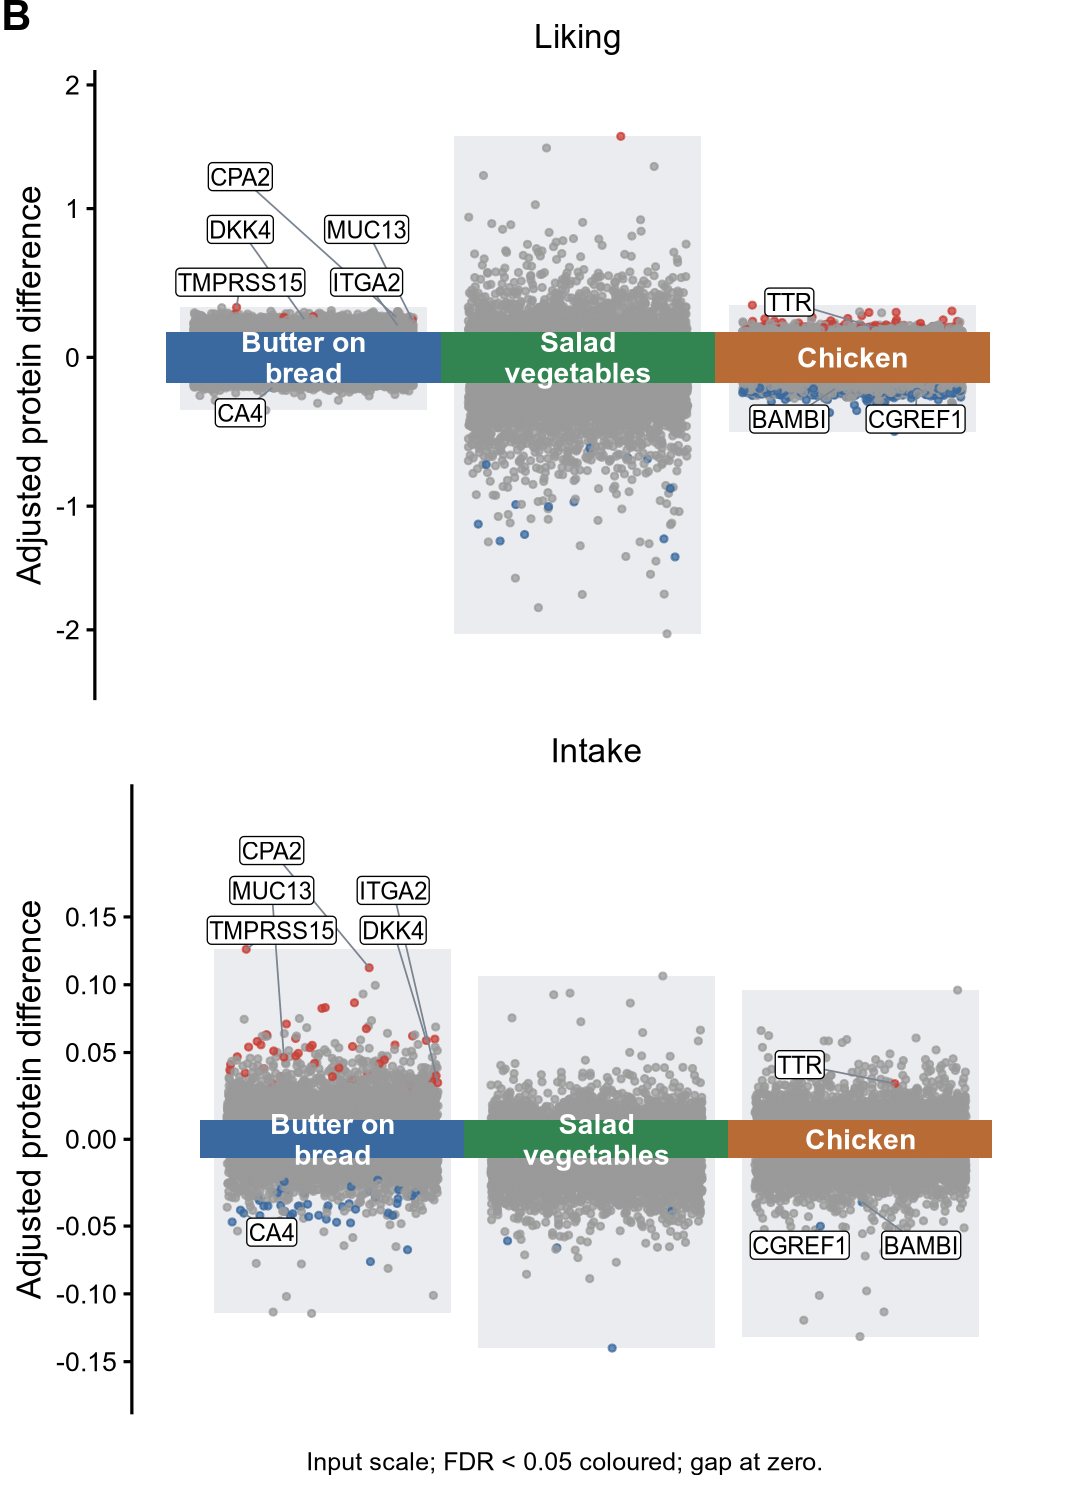 B
Liking
Adjusted protein difference
2
1
0
-1
-2
CPA2
DKK4
MUC13
TMPRSS15
ITGA2
Butter on
bread
CA4
Salad
vegetables
TTR
Chicken
BAMBI
CGREF1
Intake
Adjusted protein difference
0.15
0.10
0.05
0.00
-0.05
-0.10
-0.15
CPA2
MUC13
ITGA2
TMPRSS15
DKK4
Butter on
bread
CA4
Salad
vegetables
TTR
Chicken
CGREF1
BAMBI
Input scale; FDR < 0.05 coloured; gap at zero.